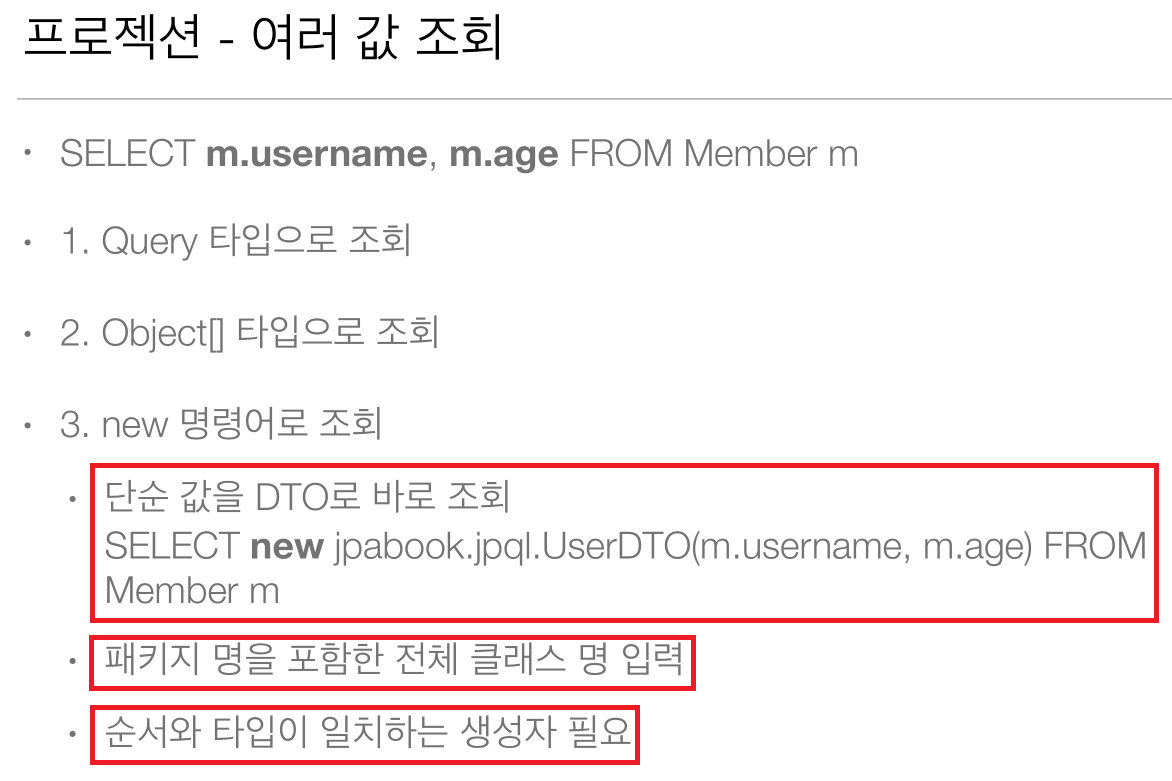 프로젝션 - 여러 값 조회
• SELECT m.username, m.age FROM Member m
• 1. Query 타입으로 조회
• 2. Object[] 타입으로 조회
• 3. new 명령어로 조회
• 단순 값을 DTO로 바로 조회
SELECT new jpabook.jpql.UserDTO(m.username, m.age) FROM
Member m
• 패키지 명을 포함한 전체 클래스 명 입력
• 순서와 타입이 일치하는 생성자 필요